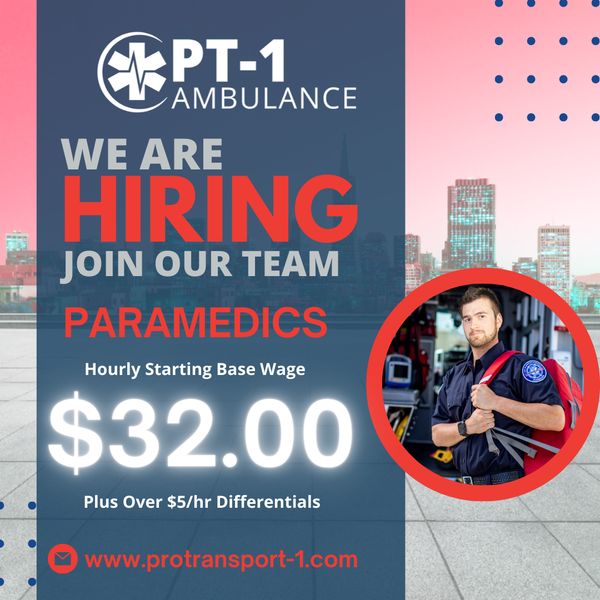 PT-1
AMBULANCE
WE ARE
HIRING
JOIN OUR TEAM
PARAMEDICS
Hourly Starting Base Wage
$32.00
Plus Over $5/hr Differentials
www.protransport-1.com